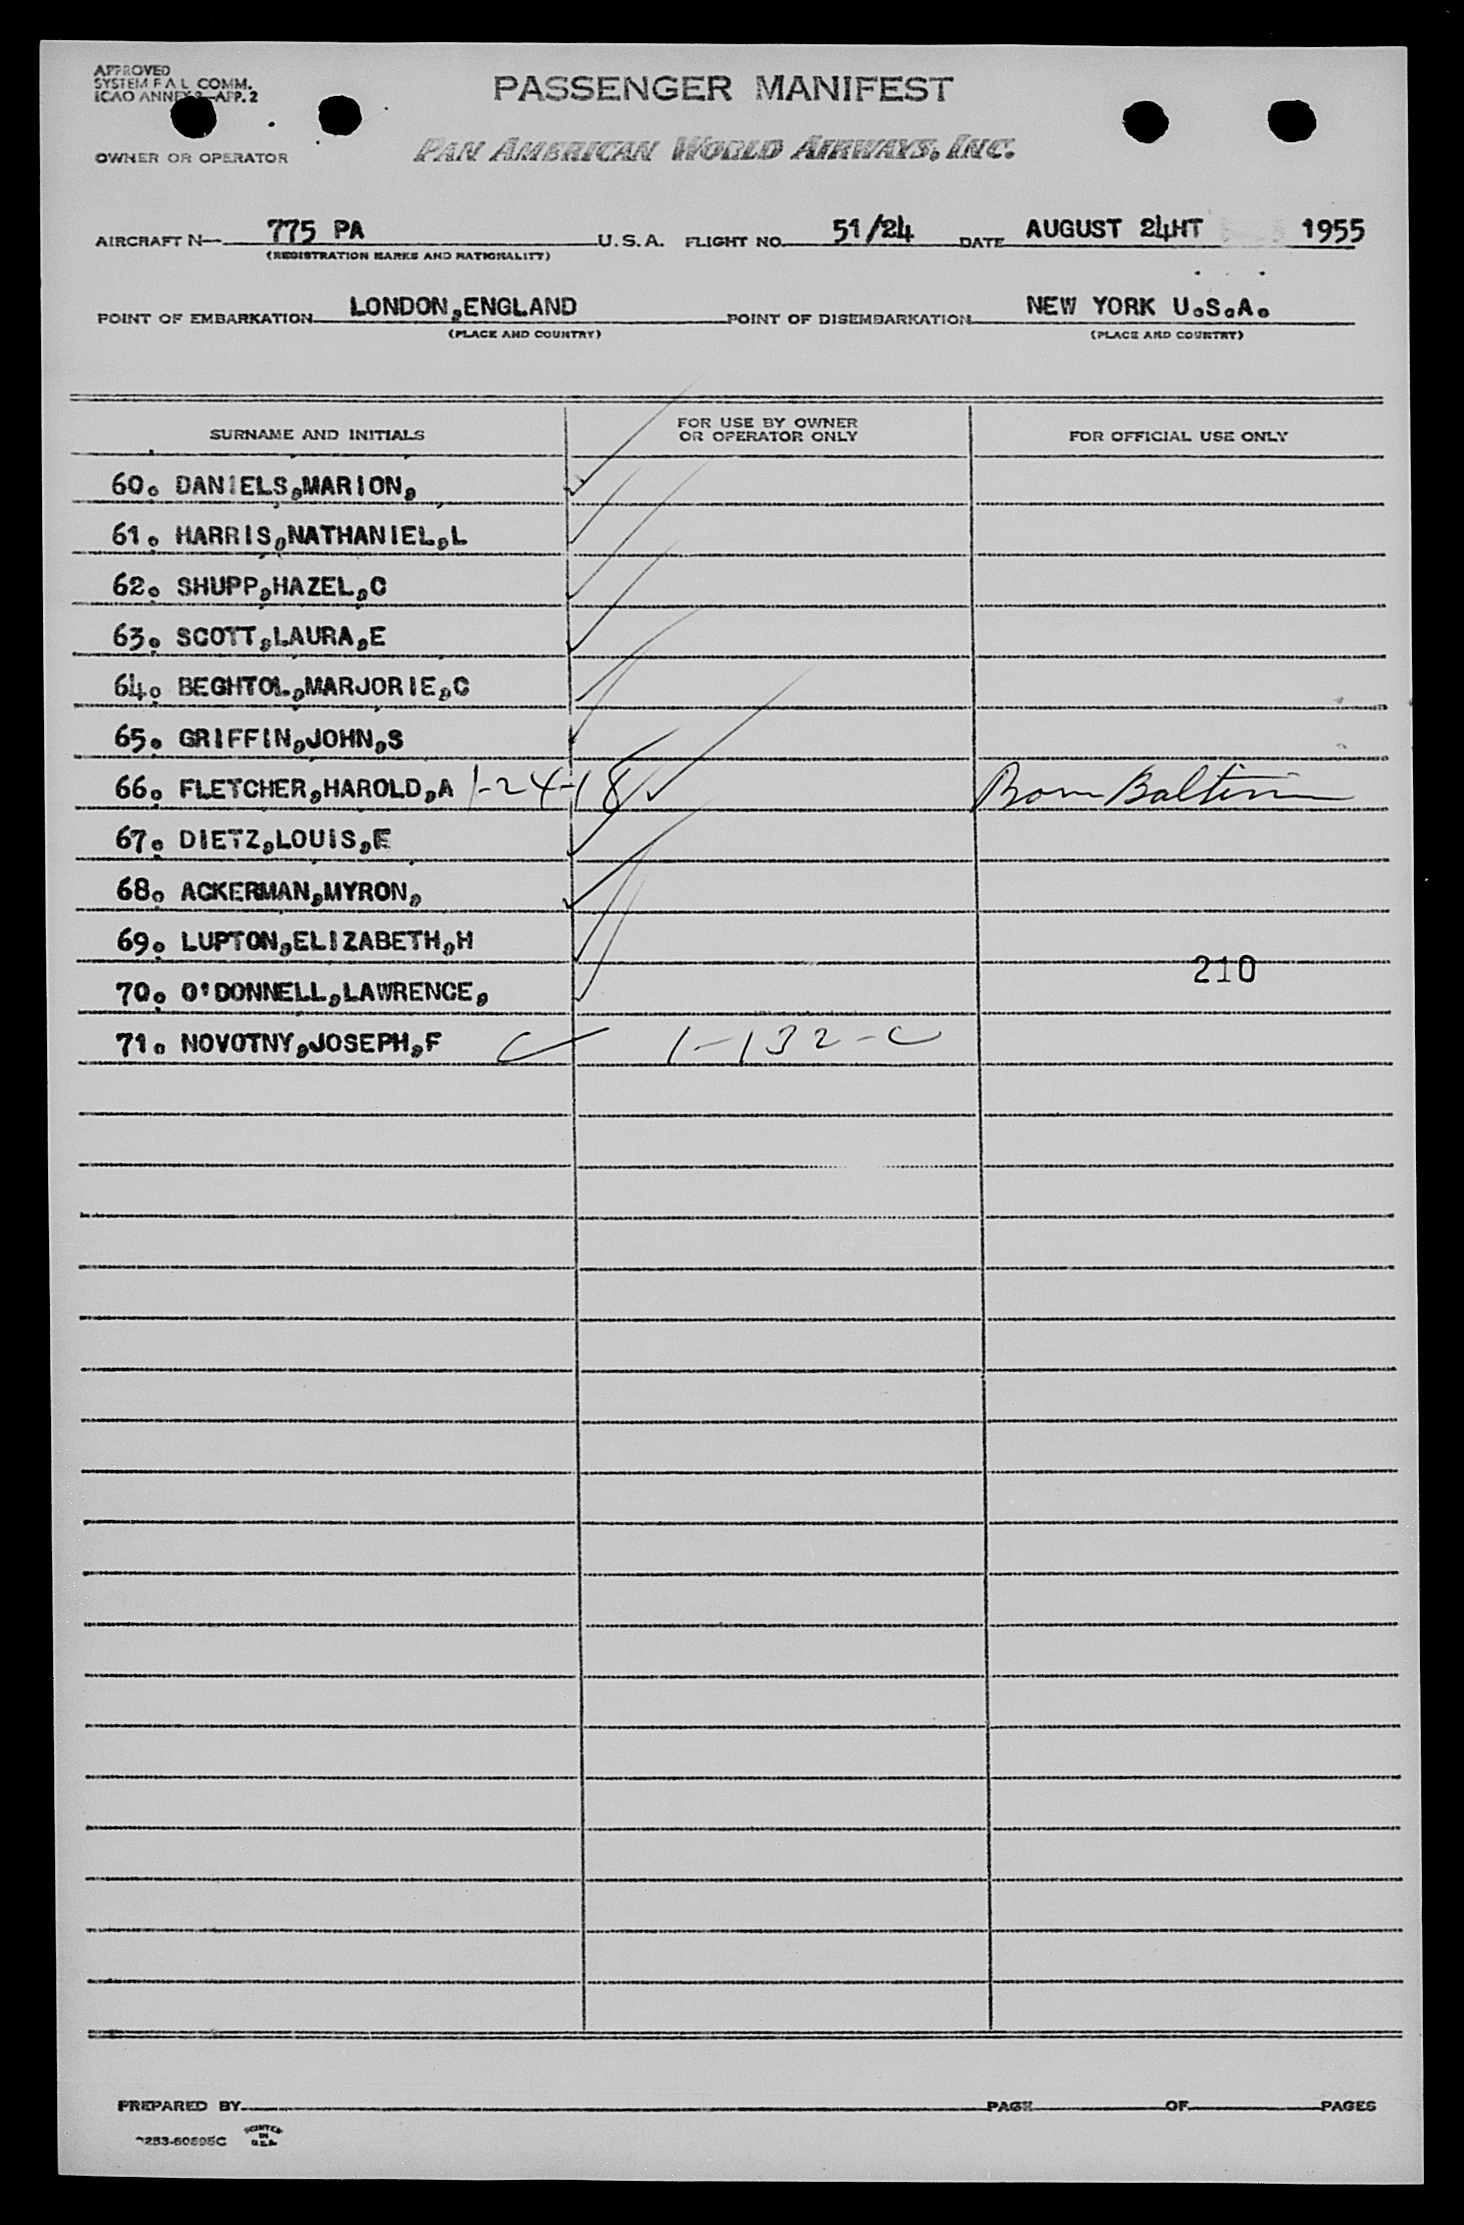 APPROVED
SYSTEM F A L COMM.
ICAO ANNEX 9—APP. 2
PASSENGER MANIFEST
OWNER OR OPERATOR PAN AMERICAN WORLD AIRWAYS, INC.
AIRCRAFT N— 775 PA U.S.A. FLIGHT NO. 51/24 DATE AUGUST 24HT 1955
(REGISTRATION MARKS AND NATIONALITY)
POINT OF EMBARKATION LONDON,ENGLAND POINT OF DISEMBARKATION NEW YORK U.S.A.
(PLACE AND COUNTRY) (PLACE AND COUNTRY)
SURNAME AND INITIALS FOR USE BY OWNER OR OPERATOR ONLY FOR OFFICIAL USE ONLY
60. DANIELS,MARION,
61. HARRIS,NATHANIEL,L
62. SHUPP,HAZEL,C
63. SCOTT,LAURA,E
64. BEGHTOL,MARJORIE,C
65. GRIFFIN,JOHN,S
66. FLETCHER,HAROLD,A 1-24-18 Born Baltimore
67. DIETZ,LOUIS,E
68. ACKERMAN,MYRON,
69. LUPTON,ELIZABETH,H
210
70. O'DONNELL,LAWRENCE,
71. NOVOTNY,JOSEPH,F 1-132-C
PREPARED BY PAGE OF PAGES
PRINTED
IN
U.S.A.